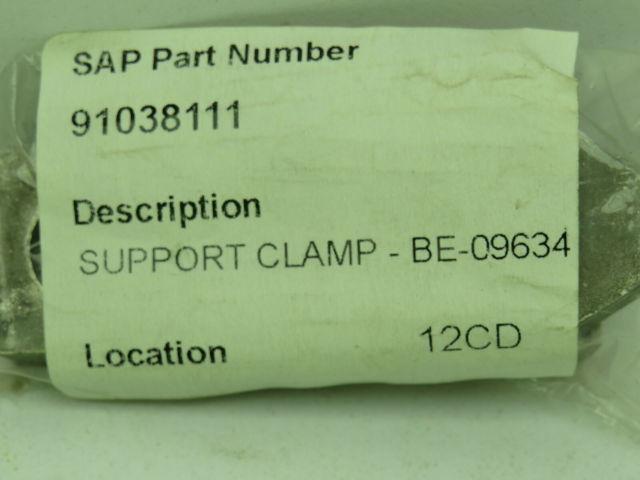 SAP Part Number
91038111
Description
SUPPORT CLAMP - BE-09634
Location 12CD